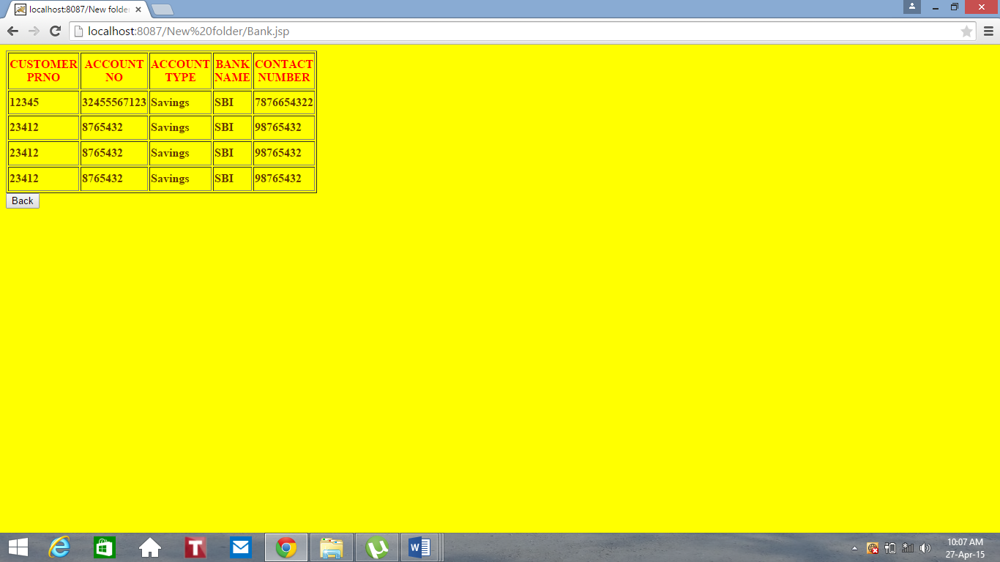 localhost:8087/New folder
localhost:8087/New%20folder/Bank.jsp
CUSTOMER PRNO ACCOUNT NO ACCOUNT TYPE BANK NAME CONTACT NUMBER
12345 32455567123 Savings SBI 7876654322
23412 8765432 Savings SBI 98765432
23412 8765432 Savings SBI 98765432
23412 8765432 Savings SBI 98765432
Back
10:07 AM
27-Apr-15